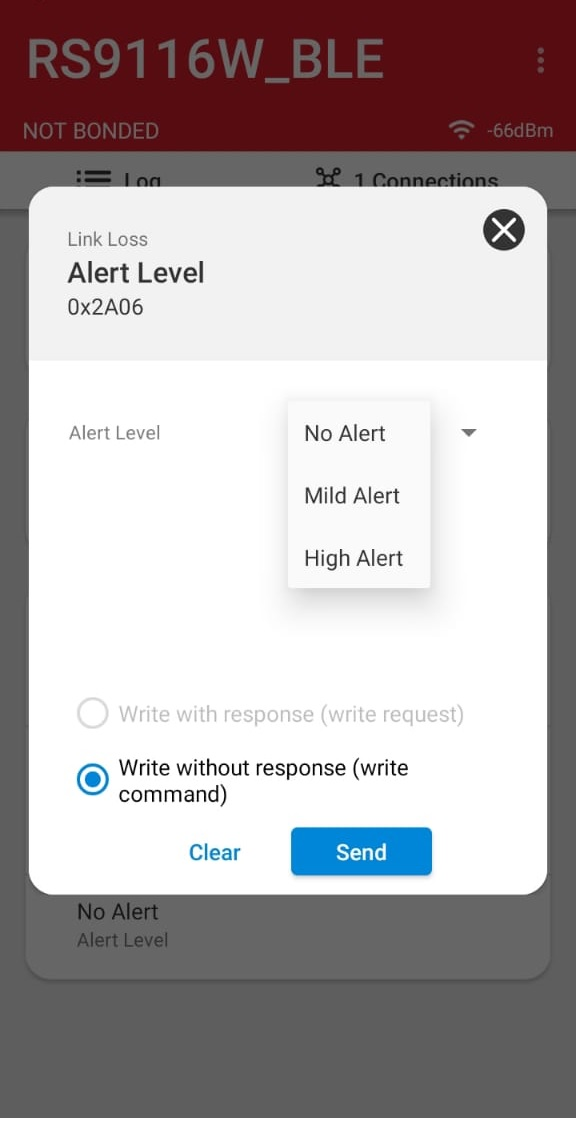 RS9116W_BLE
NOT BONDED
-66dBm
Log
1 Connections
Link Loss
Alert Level
0x2A06
Alert Level
No Alert
Mild Alert
High Alert
Write with response (write request)
Write without response (write
command)
Clear
Send
No Alert
Alert Level